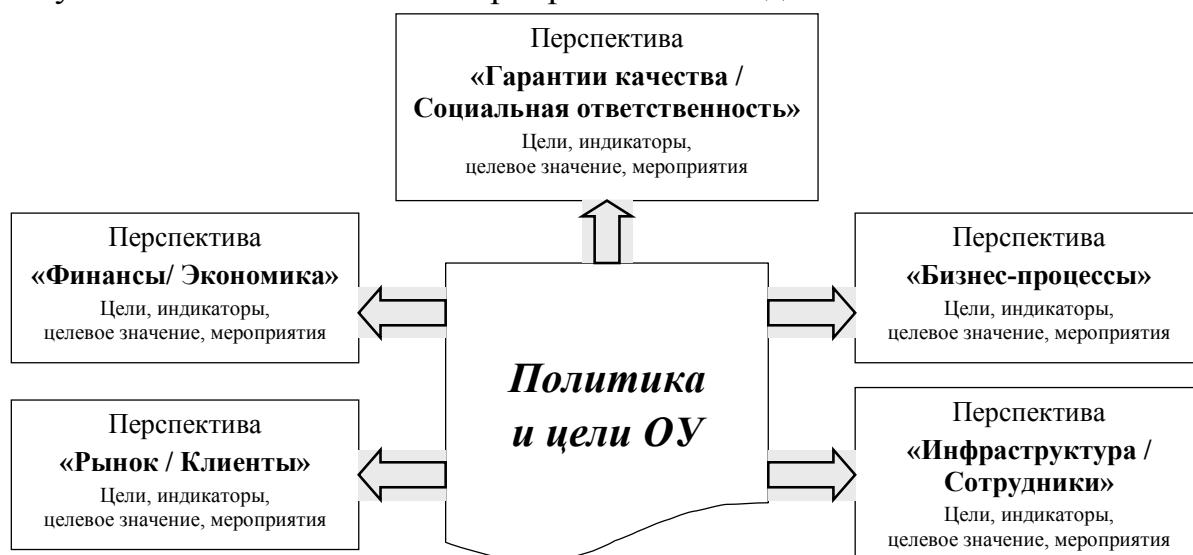 Перспектива
«Гарантии качества /
Социальная ответственность»
Цели, индикаторы,
целевое значение, мероприятия
Перспектива
«Финансы/ Экономика»
Цели, индикаторы,
целевое значение, мероприятия
Перспектива
«Бизнес-процессы»
Цели, индикаторы,
целевое значение, мероприятия
Политика
и цели ОУ
Перспектива
«Рынок / Клиенты»
Цели, индикаторы,
целевое значение, мероприятия
Перспектива
«Инфраструктура /
Сотрудники»
Цели, индикаторы,
целевое значение, мероприятия